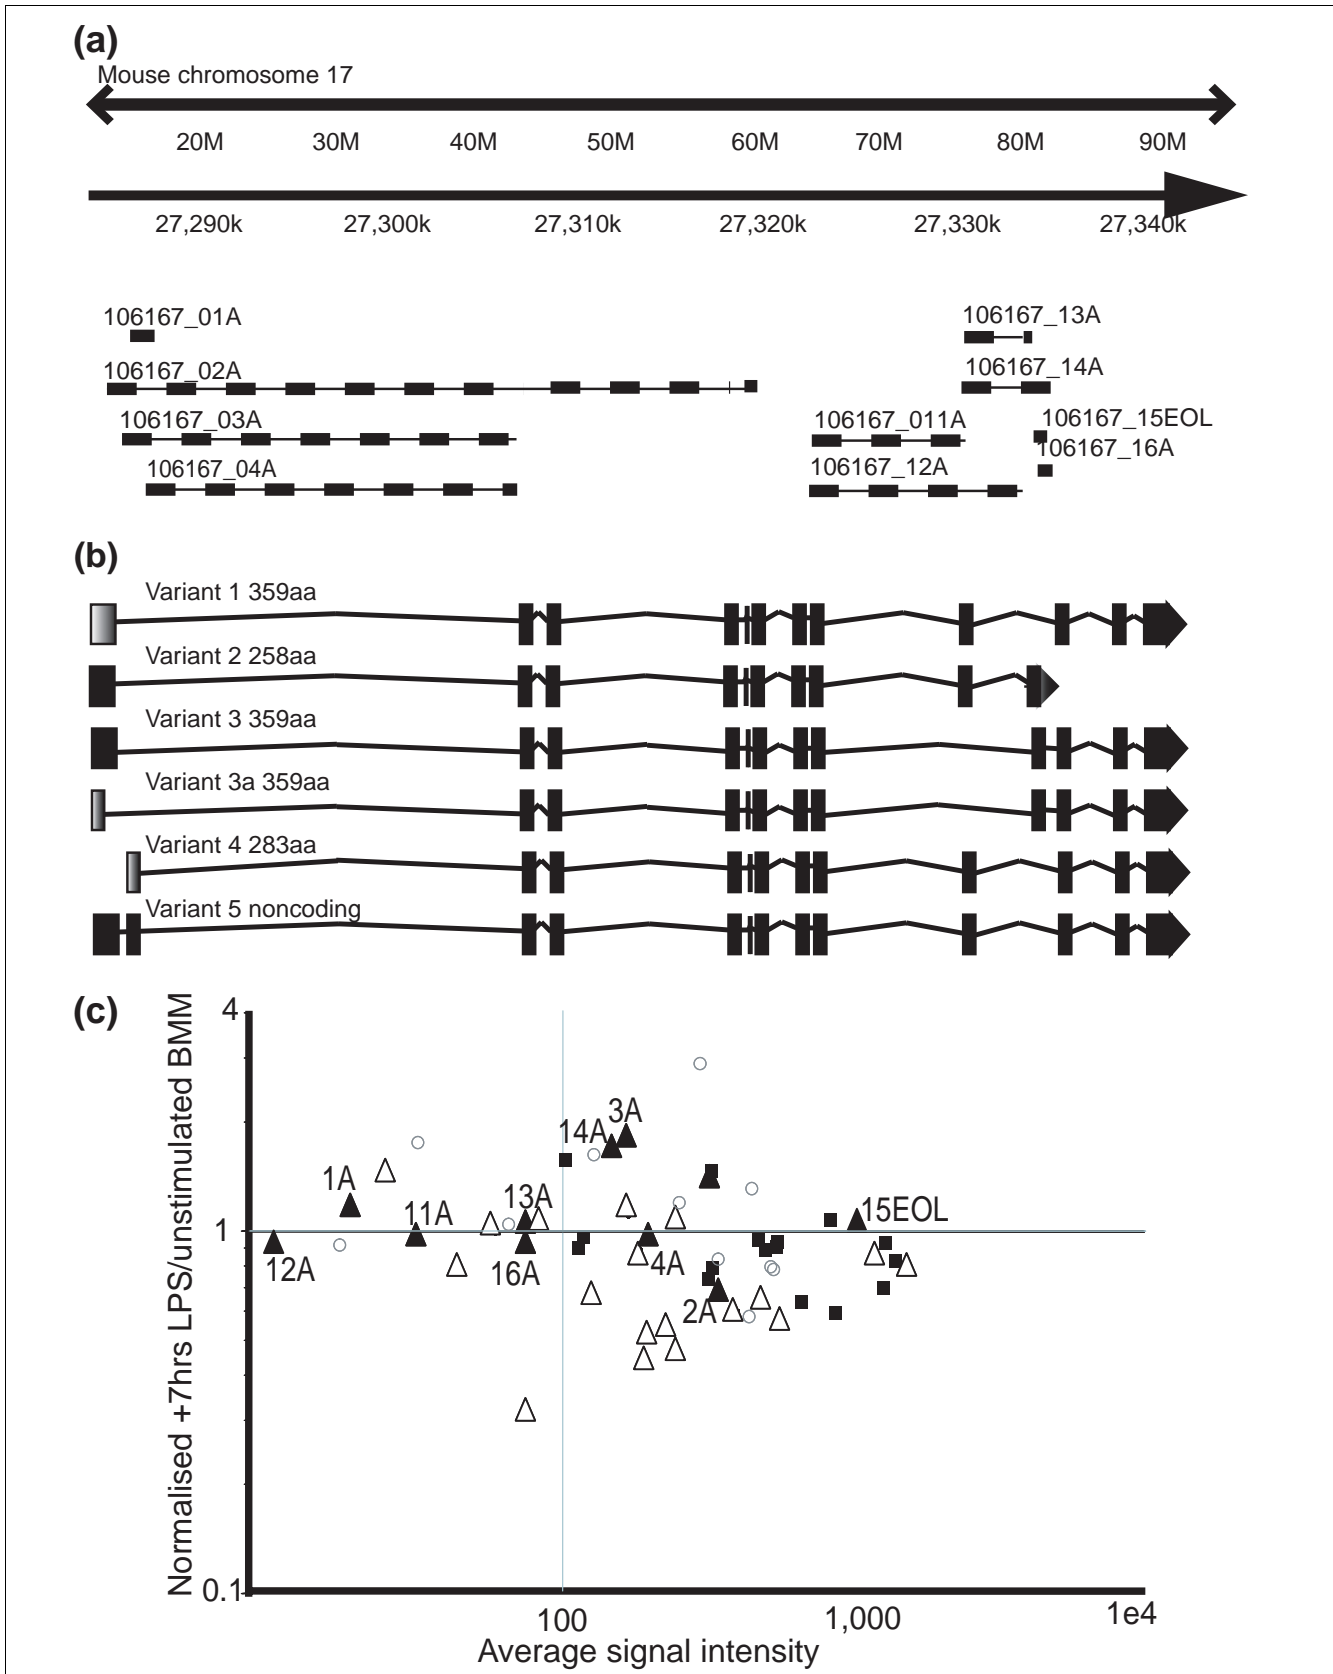 (a)
Mouse chromosome 17
20M 30M 40M 50M 60M 70M 80M 90M
27,290k 27,300k 27,310k 27,320k 27,330k 27,340k
106167_01A
106167_13A
106167_02A
106167_14A
106167_03A
106167_011A
106167_15EOL
106167_16A
106167_04A
106167_12A
(b)
Variant 1 359aa
Variant 2 258aa
Variant 3 359aa
Variant 3a 359aa
Variant 4 283aa
Variant 5 noncoding
(c)
Normalised +7hrs LPS/unstimulated BMM
4
3A
14A
1A
13A
11A
15EOL
1
12A
16A
4A
2A
0.1
100 1,000 1e4
Average signal intensity